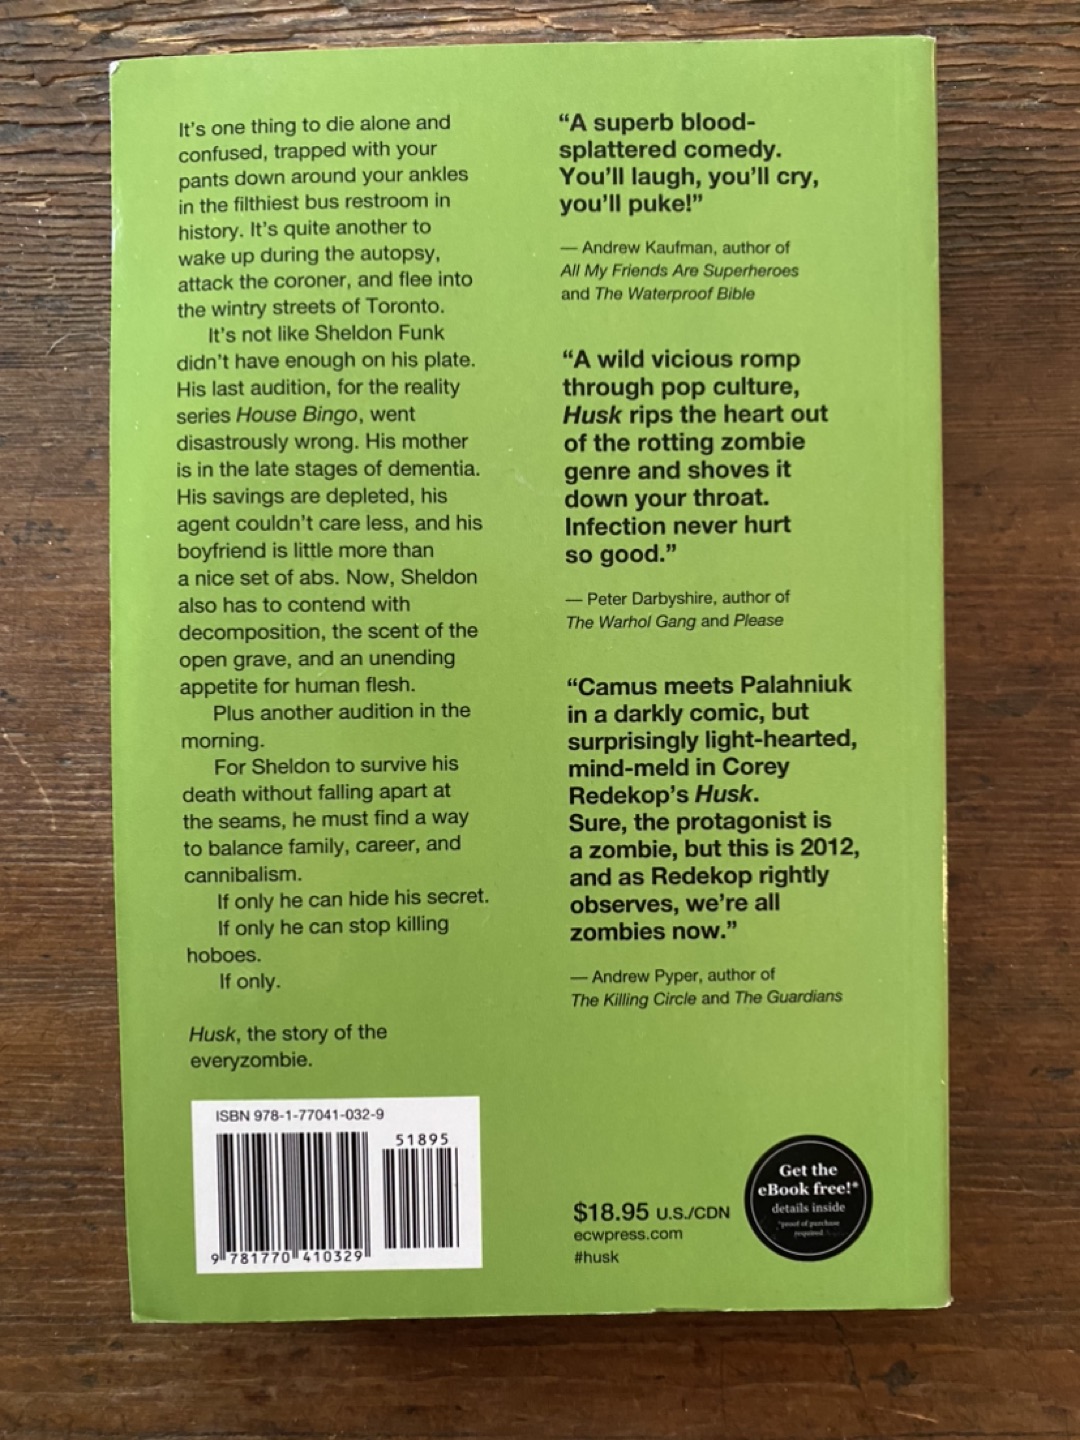 It's one thing to die alone and
confused, trapped with your
pants down around your ankles
in the filthiest bus restroom in
history. It's quite another to
wake up during the autopsy,
attack the coroner, and flee into
the wintry streets of Toronto.
It's not like Sheldon Funk
didn't have enough on his plate.
His last audition, for the reality
series House Bingo, went
disastrously wrong. His mother
is in the late stages of dementia.
His savings are depleted, his
agent couldn't care less, and his
boyfriend is little more than
a nice set of abs. Now, Sheldon
also has to contend with
decomposition, the scent of the
open grave, and an unending
appetite for human flesh.
Plus another audition in the
morning.
For Sheldon to survive his
death without falling apart at
the seams, he must find a way
to balance family, career, and
cannibalism.
If only he can hide his secret.
If only he can stop killing
hoboes.
If only.
Husk, the story of the
everyzombie.
ISBN 978-1-77041-032-9
51895
9 781770 410329
“A superb blood-
splattered comedy.
You'll laugh, you'll cry,
you'll puke!”
— Andrew Kaufman, author of
All My Friends Are Superheroes
and The Waterproof Bible
“A wild vicious romp
through pop culture,
Husk rips the heart out
of the rotting zombie
genre and shoves it
down your throat.
Infection never hurt
so good.”
— Peter Darbyshire, author of
The Warhol Gang and Please
“Camus meets Palahniuk
in a darkly comic, but
surprisingly light-hearted,
mind-meld in Corey
Redekop's Husk.
Sure, the protagonist is
a zombie, but this is 2012,
and as Redekop rightly
observes, we're all
zombies now.”
— Andrew Pyper, author of
The Killing Circle and The Guardians
$18.95 U.S./CDN
ecwpress.com
#husk
Get the
eBook free!*
details inside
*proof of purchase
required